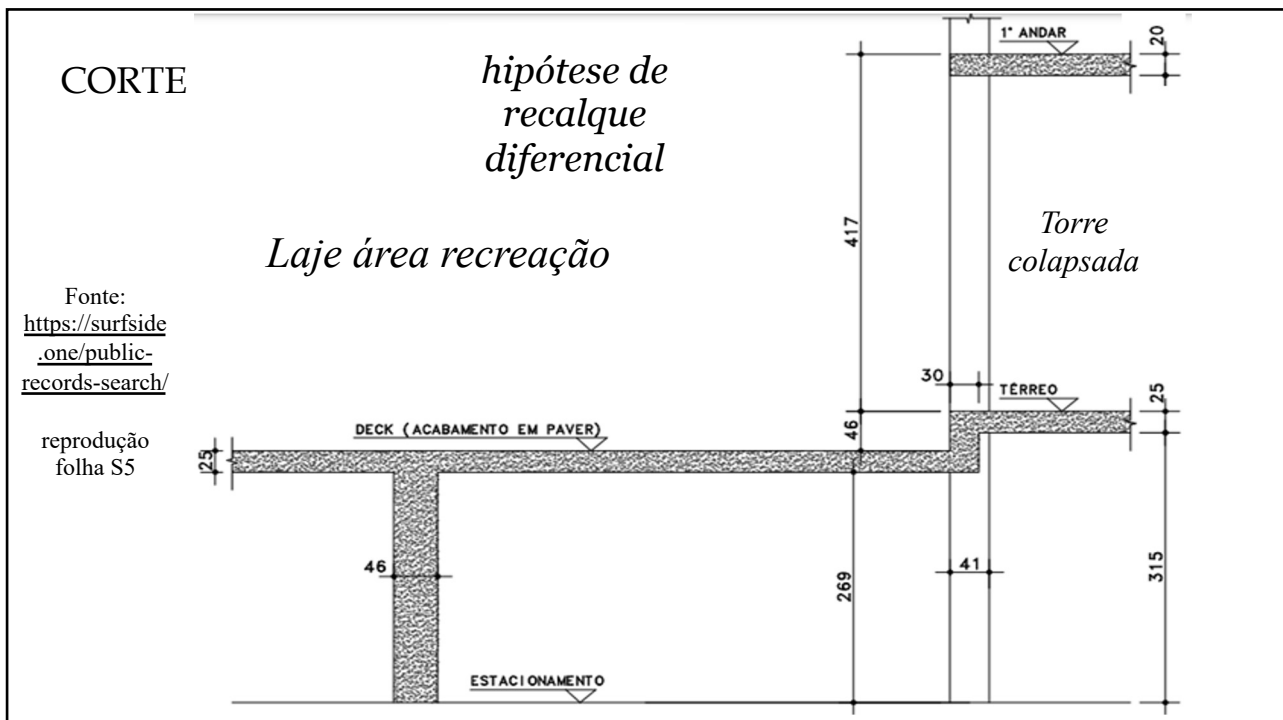 CORTE
hipótese de
recalque
diferencial
Laje área recreação
Torre
colapsada
Fonte:
https://surfside
.one/public-
records-search/
reprodução
folha S5
1° ANDAR
20
417
30
TÉRREO
25
46
DECK (ACABAMENTO EM PAVER)
25
46
269
41
315
ESTACIONAMENTO